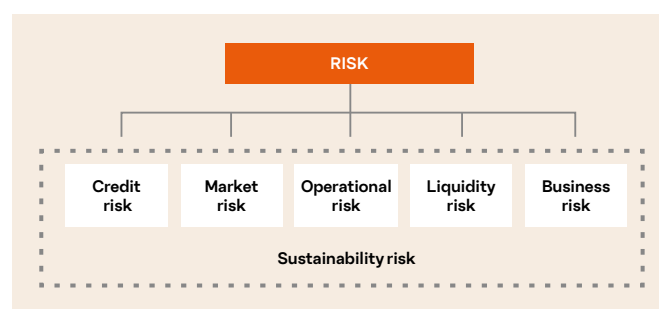 RISK
Credit
risk
Market
risk
Operational
risk
Liquidity
risk
Business
risk
Sustainability risk